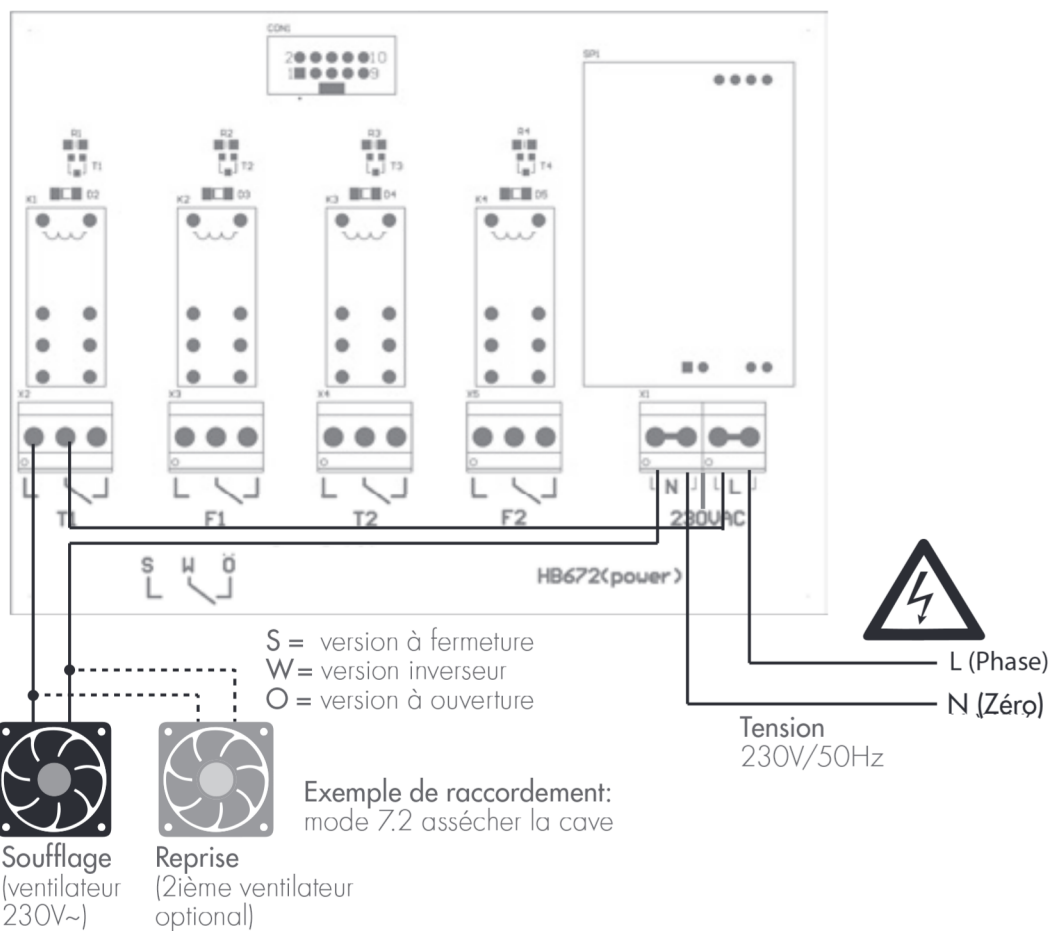 CON1
2 10
1 9
SP1
R1
R2
R3
R4
T1
T2
T3
T4
D2
D3
D4
D5
K1
K2
K3
K4
X2
X3
X4
X5
X1
T1
F1
T2
F2
N
L
230VAC
S W Ö
HB672(power)
S = version à fermeture
W = version inverseur
O = version à ouverture
L (Phase)
N (Zéro)
Tension
230V/50Hz
Exemple de raccordement:
mode 7.2 assécher la cave
Soufflage
(ventilateur
230V~)
Reprise
(2ième ventilateur
optional)